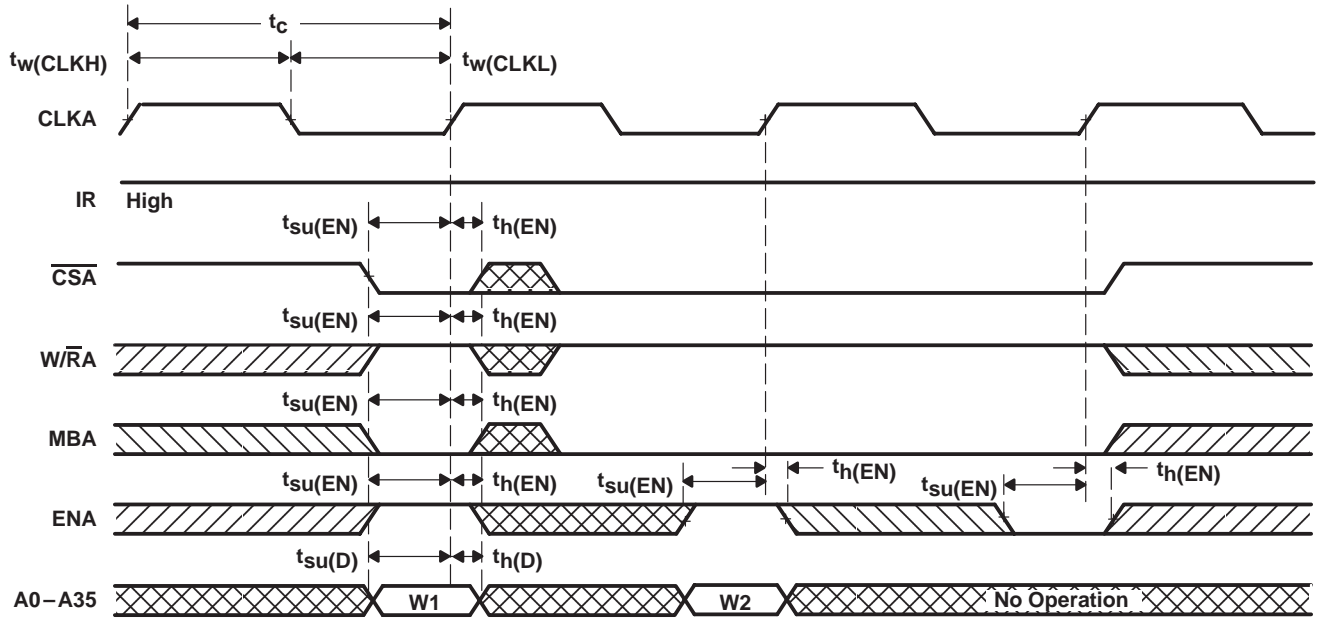 tc
tw(CLKH) tw(CLKL)
CLKA
IR High
tsu(EN) th(EN)
CSA
tsu(EN) th(EN)
W/RA
tsu(EN) th(EN)
MBA
tsu(EN) th(EN) tsu(EN) th(EN) tsu(EN) th(EN)
ENA
tsu(D) th(D)
A0–A35 W1 W2 No Operation